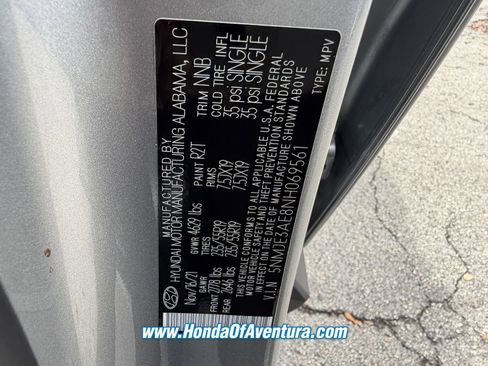 MANUFACTURED BY
HYUNDAI MOTOR MANUFACTURING ALABAMA, LLC
Nov/16/21 GVWR 4629 lbs PAINT R2T TRIM NNB
GAWR TIRES RIMS COLD TIRE INFL
FRONT 2778 lbs 235/55R19 7.5JX19 35 psi SINGLE
REAR 2646 lbs 235/55R19 7.5JX19 35 psi SINGLE
THIS VEHICLE CONFORMS TO ALL APPLICABLE U.S.A. FEDERAL
MOTOR VEHICLE SAFETY AND THEFT PREVENTION STANDARDS
IN EFFECT ON THE DATE OF MANUFACTURE SHOWN ABOVE
V.I.N 5NMJE3AE8NH069561 TYPE: MPV
www.HondaOfAventura.com